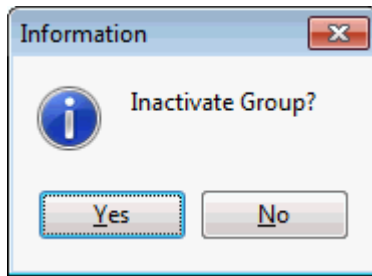 Information
Inactivate Group?
Yes
No